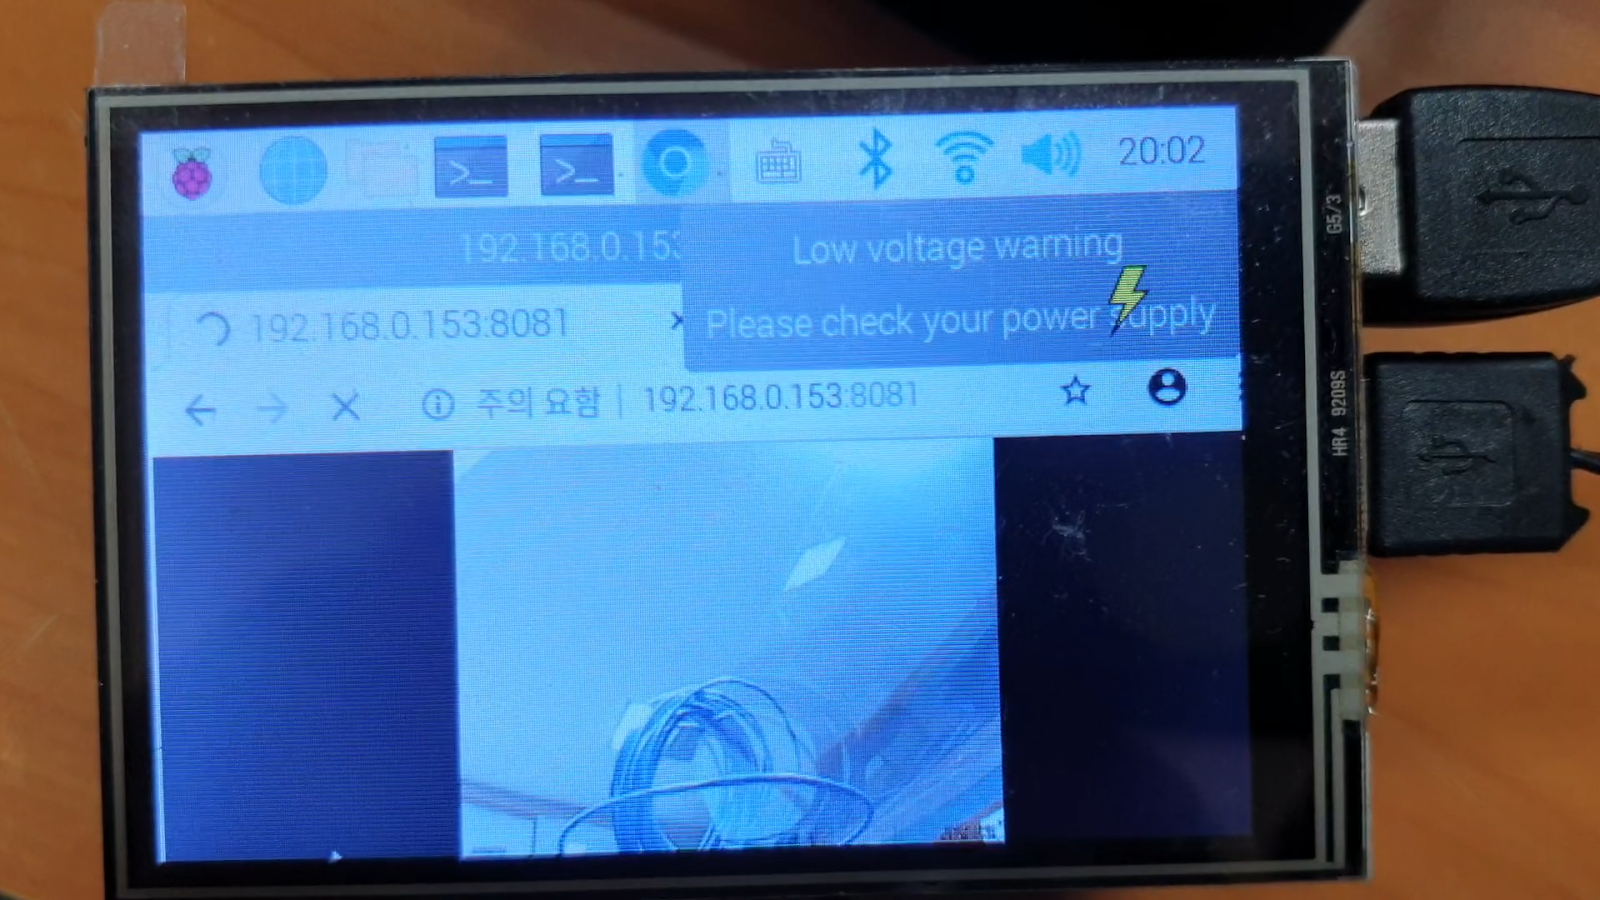 20:02
192.168.0.153
Low voltage warning
Please check your power supply
192.168.0.153:8081
주의 요함 | 192.168.0.153:8081
G5/3
HR4 9209S